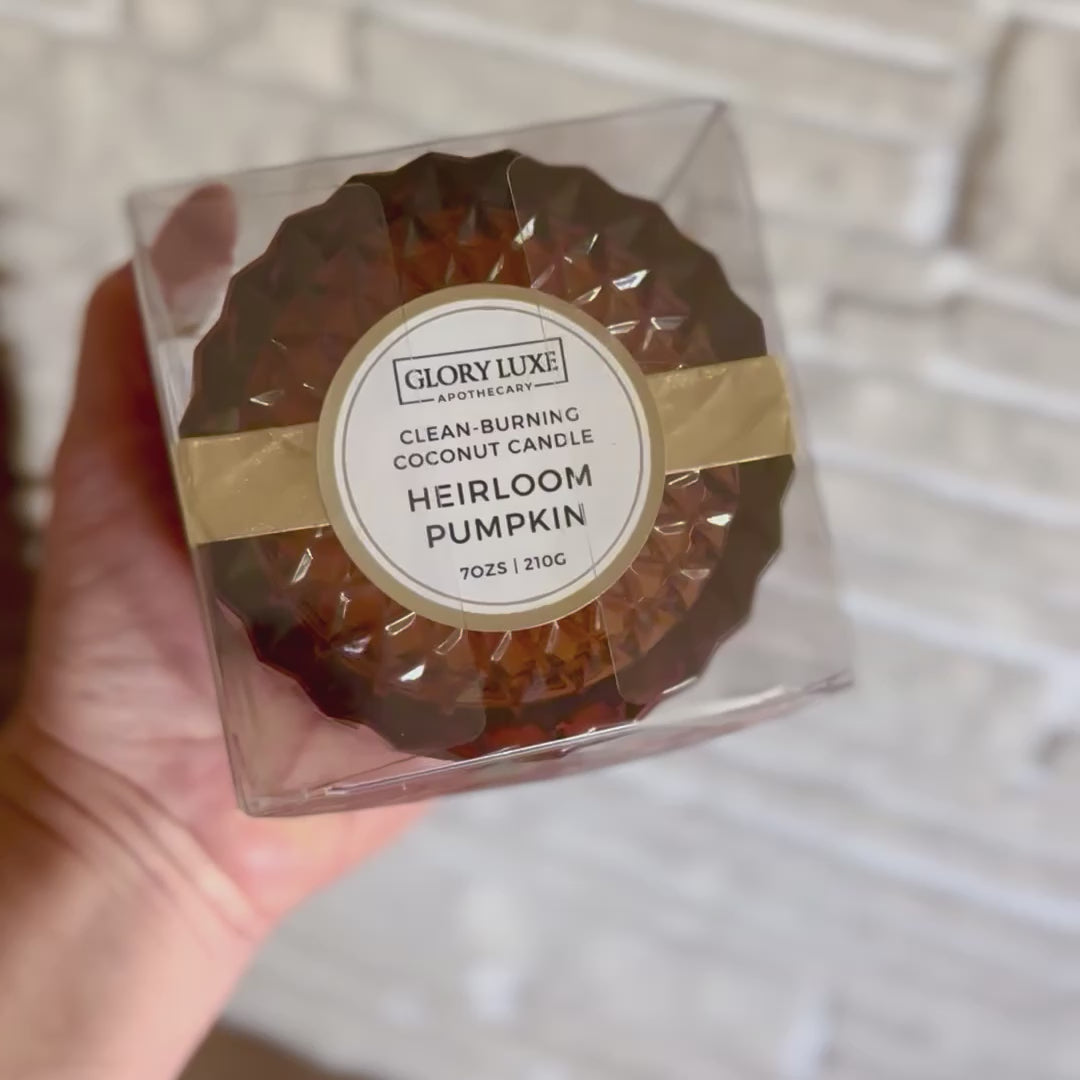 GLORY LUXE
APOTHECARY
CLEAN-BURNING
COCONUT CANDLE
HEIRLOOM
PUMPKIN
7OZS | 210G